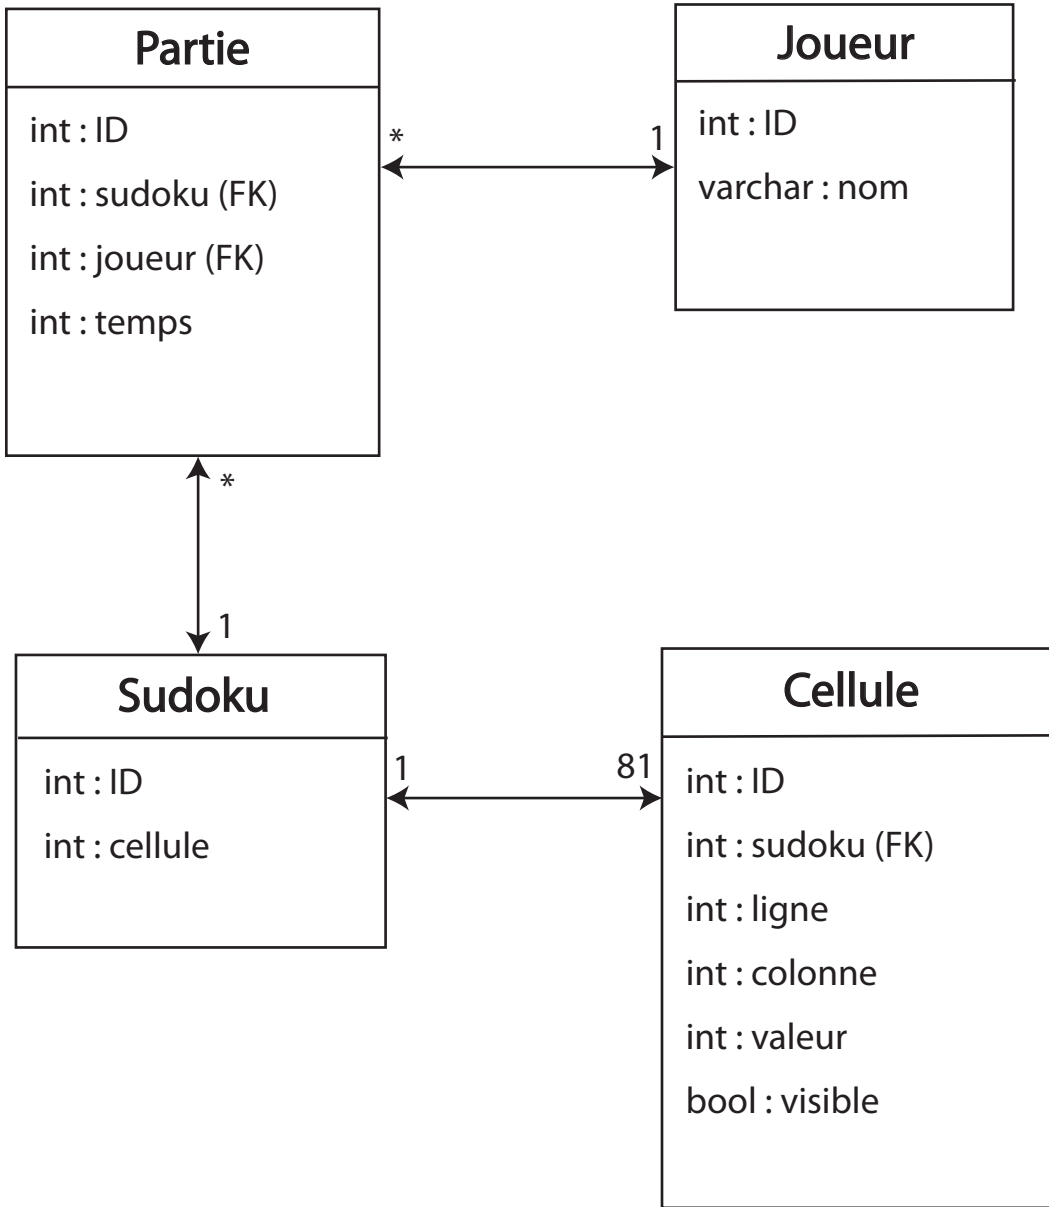 Partie
int : ID
int : sudoku (FK)
int : joueur (FK)
int : temps
*
1
Joueur
int : ID
varchar : nom
*
1
Sudoku
int : ID
int : cellule
1
81
Cellule
int : ID
int : sudoku (FK)
int : ligne
int : colonne
int : valeur
bool : visible